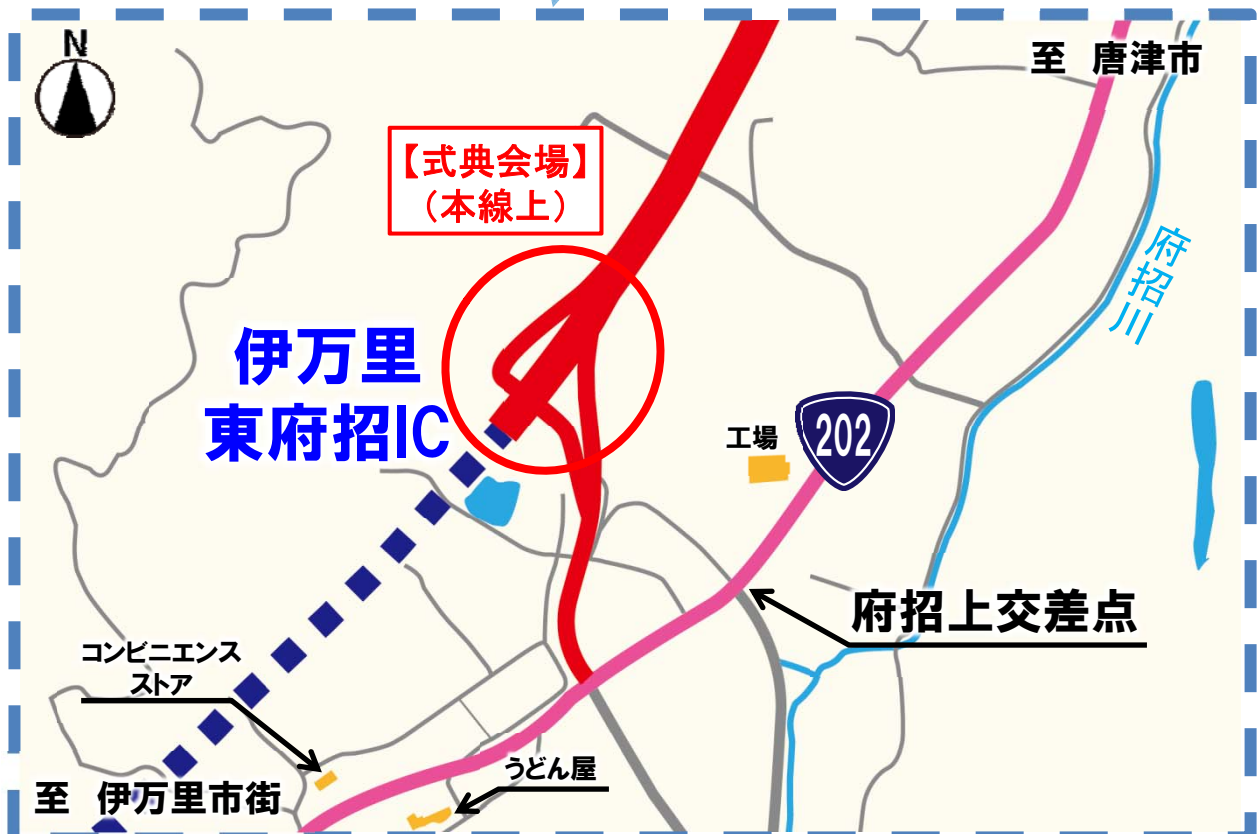 N
至 唐津市
【式典会場】
（本線上）
府招川
伊万里
東府招IC
工場
202
府招上交差点
コンビニエンス
ストア
うどん屋
至 伊万里市街